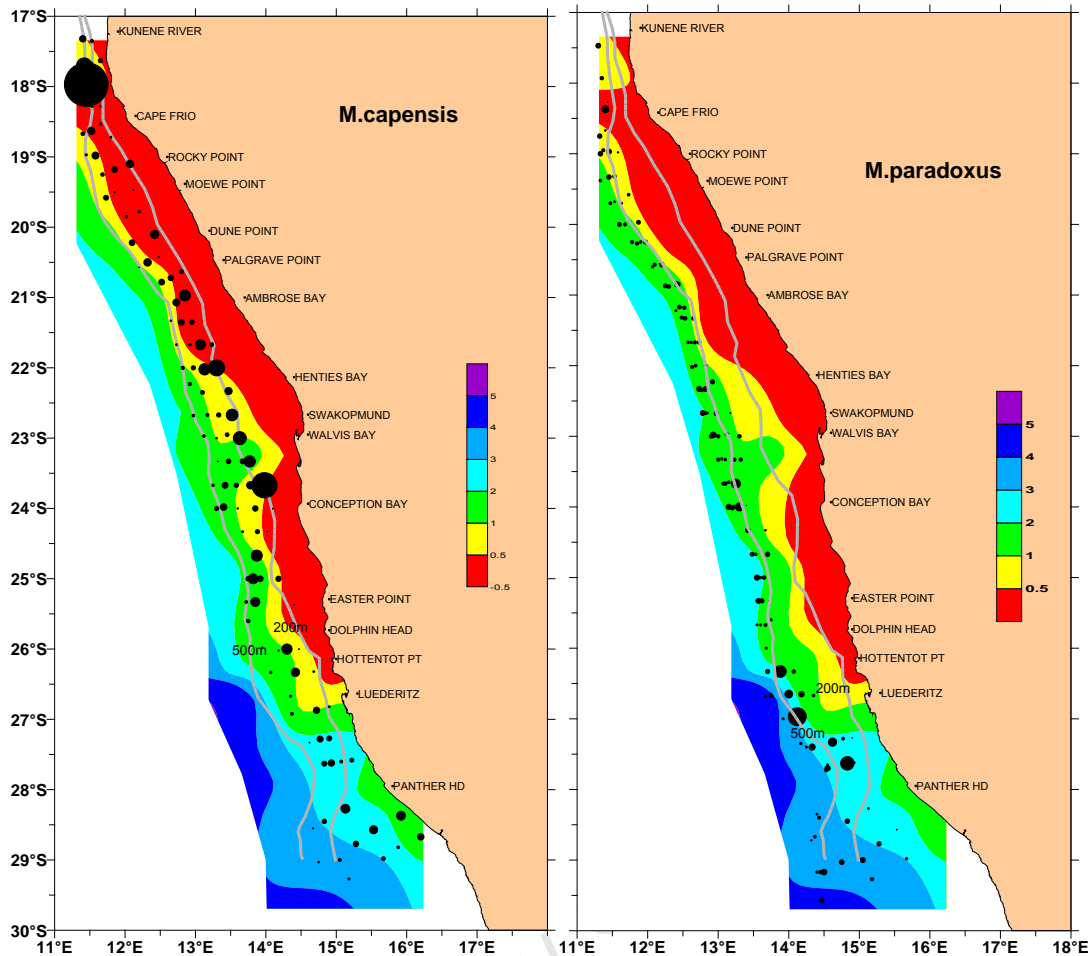 17°S
18°S
19°S
20°S
21°S
22°S
23°S
24°S
25°S
26°S
27°S
28°S
29°S
30°S
11°E
12°E
13°E
14°E
15°E
16°E
17°E
M.capensis
KUNENE RIVER
CAPE FRIO
ROCKY POINT
MOEWE POINT
DUNE POINT
PALGRAVE POINT
AMBROSE BAY
HENTIES BAY
SWAKOPMUND
WALVIS BAY
CONCEPTION BAY
EASTER POINT
DOLPHIN HEAD
HOTTENTOT PT
LUEDERITZ
PANTHER HD
200m
500m
5
4
3
2
1
0.5
-0.5
M.paradoxus
KUNENE RIVER
CAPE FRIO
ROCKY POINT
MOEWE POINT
DUNE POINT
PALGRAVE POINT
AMBROSE BAY
HENTIES BAY
SWAKOPMUND
WALVIS BAY
CONCEPTION BAY
EASTER POINT
DOLPHIN HEAD
HOTTENTOT PT
LUEDERITZ
PANTHER HD
200m
500m
5
4
3
2
1
0.5
11°E
12°E
13°E
14°E
15°E
16°E
17°E
18°E